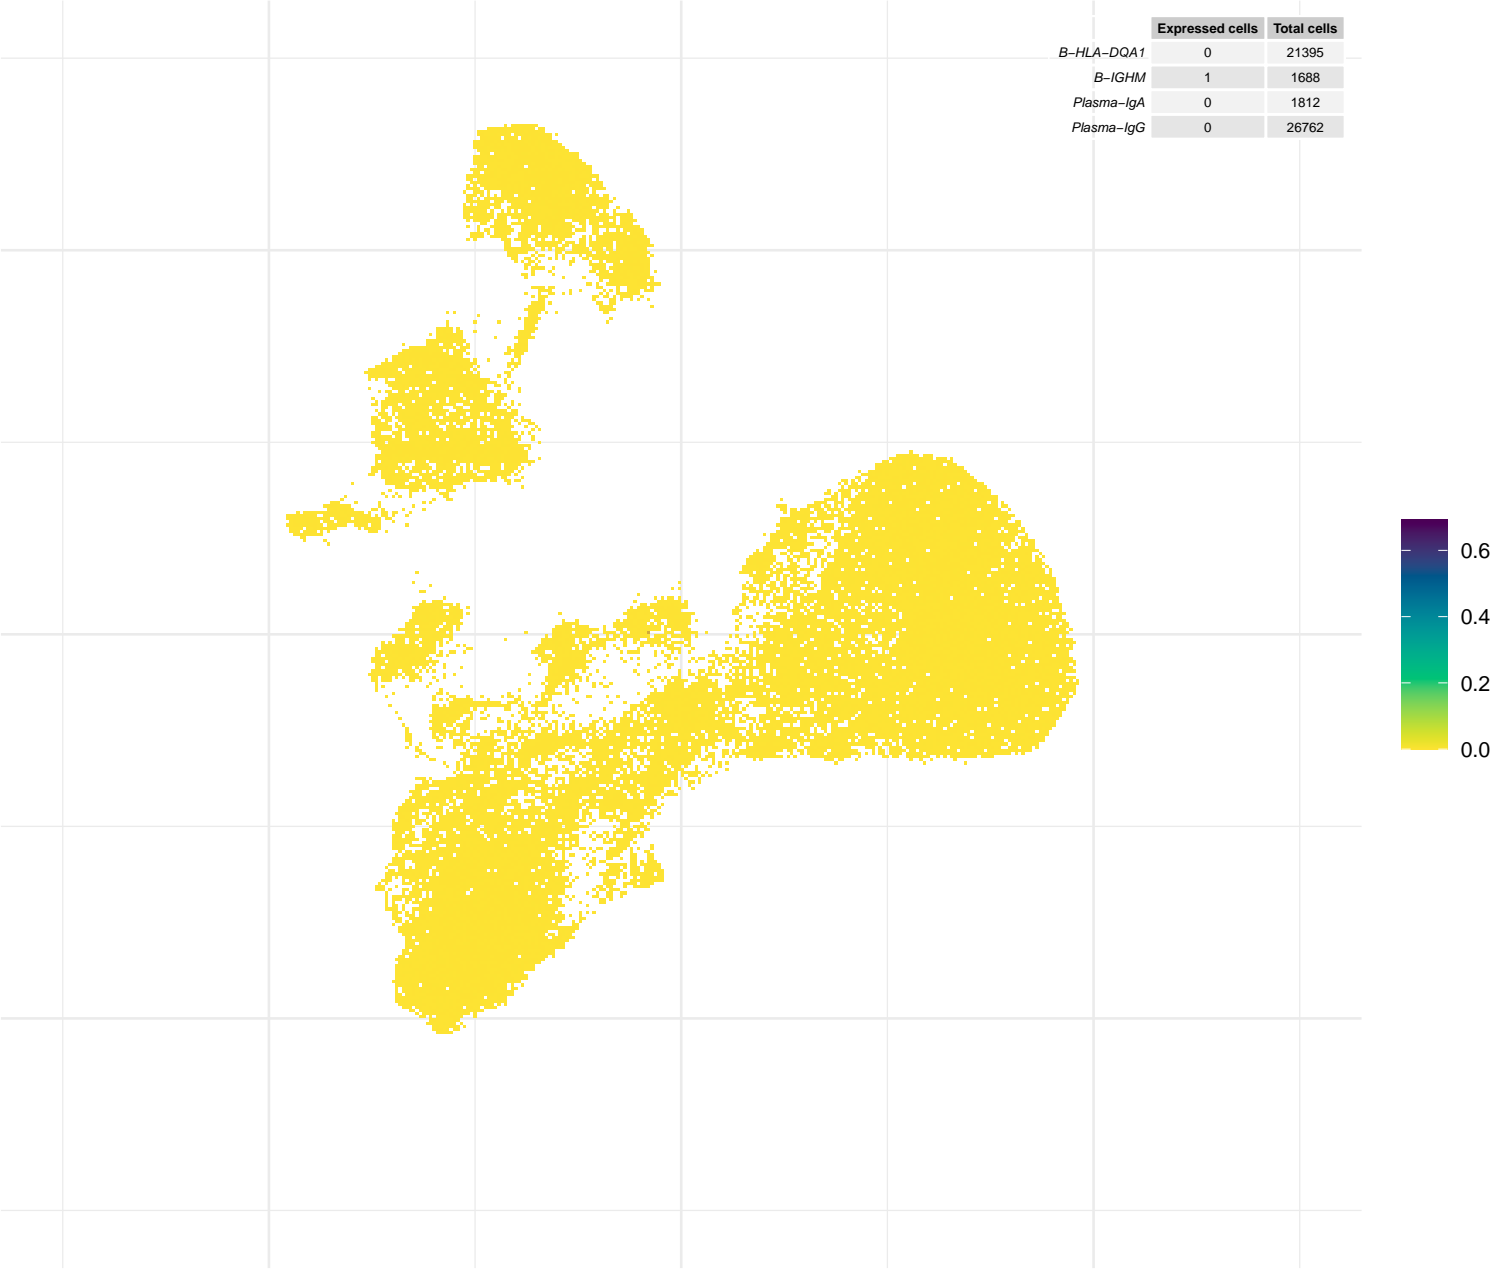 Expressed cells Total cells
B−HLA−DQA1 0 21395
B−IGHM 1 1688
Plasma−IgA 0 1812
Plasma−IgG 0 26762
0.6
0.4
0.2
0.0